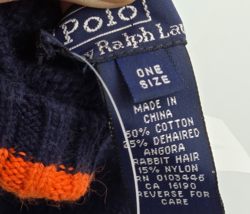 Polo
by Ralph Lau
ONE
SIZE
MADE IN
CHINA
60% COTTON
25% DEHAIRED
ANGORA
RABBIT HAIR
15% NYLON
RN 0103446
CA 16190
REVERSE FOR
CARE